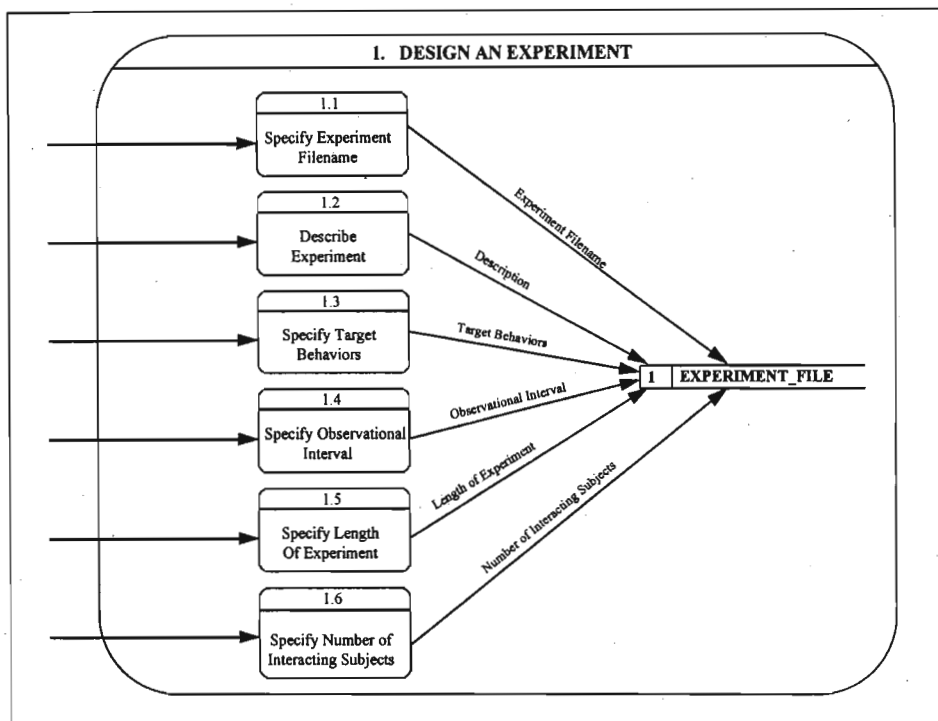 1. DESIGN AN EXPERIMENT
1.1
Specify Experiment
Filename
Experiment Filename
1.2
Describe
Experiment
Description
1.3
Specify Target
Behaviors
Target Behaviors
1 EXPERIMENT_FILE
1.4
Specify Observational
Interval
Observational Interval
1.5
Specify Length
Of Experiment
Length of Experiment
1.6
Specify Number of
Interacting Subjects
Number of Interacting Subjects